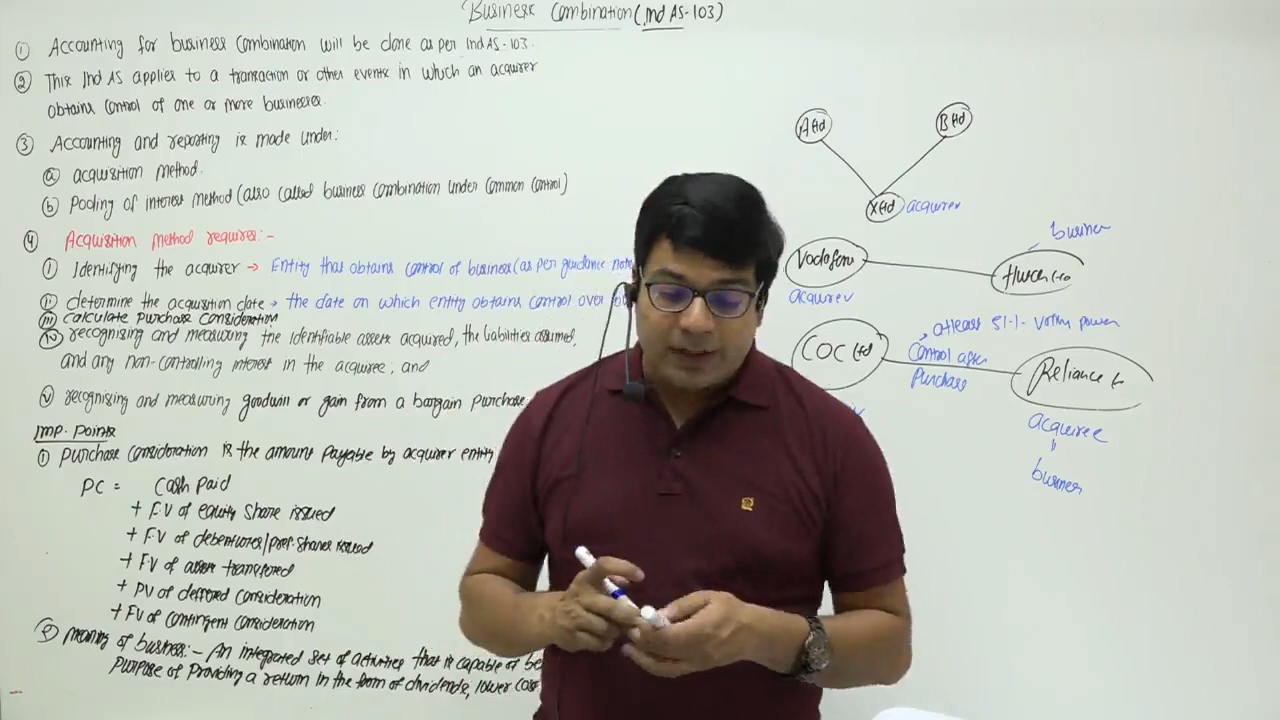 Business Combination (Ind AS-103)
① Accounting for business combination will be done as per Ind AS-103.
② This Ind AS applies to a transaction or other events in which an acquirer
obtains control of one or more businesses.
③ Accounting and reporting is made under:
ⓐ acquisition method.
ⓑ Pooling of interest method (also called business combination under common control)
④ Acquisition method requires:-
ⓘ Identifying the acquirer → Entity that obtains control of business (as per guidance note
ⓘⓘ determine the acquisition date → the date on which entity obtains control over
ⓘⓘⓘ calculate purchase consideration
ⓘⓥ recognising and measuring the identifiable assets acquired, the liabilities assumed,
and any non-controlling interest in the acquiree; and
ⓥ recognising and measuring goodwill or gain from a bargain purchase.
Imp. Points
① Purchase consideration is the amount payable by acquirer entity
PC = Cash Paid
+ F.V of equity share issued
+ F.V of debentures/pref. shares issued
+ FV of asset transferred
+ PV of deffered consideration
+ FV of contingent consideration
② meaning of business:- An integrated set of activities that is capable of be
purpose of providing a return in the form of dividends, lower cos
A ltd
B ltd
X ltd acquirer
Vodafone
acquirer
business
Hutch ltd
COC ltd
→ atleast 51% voting power
Control after
Purchase
Reliance
acquiree
business